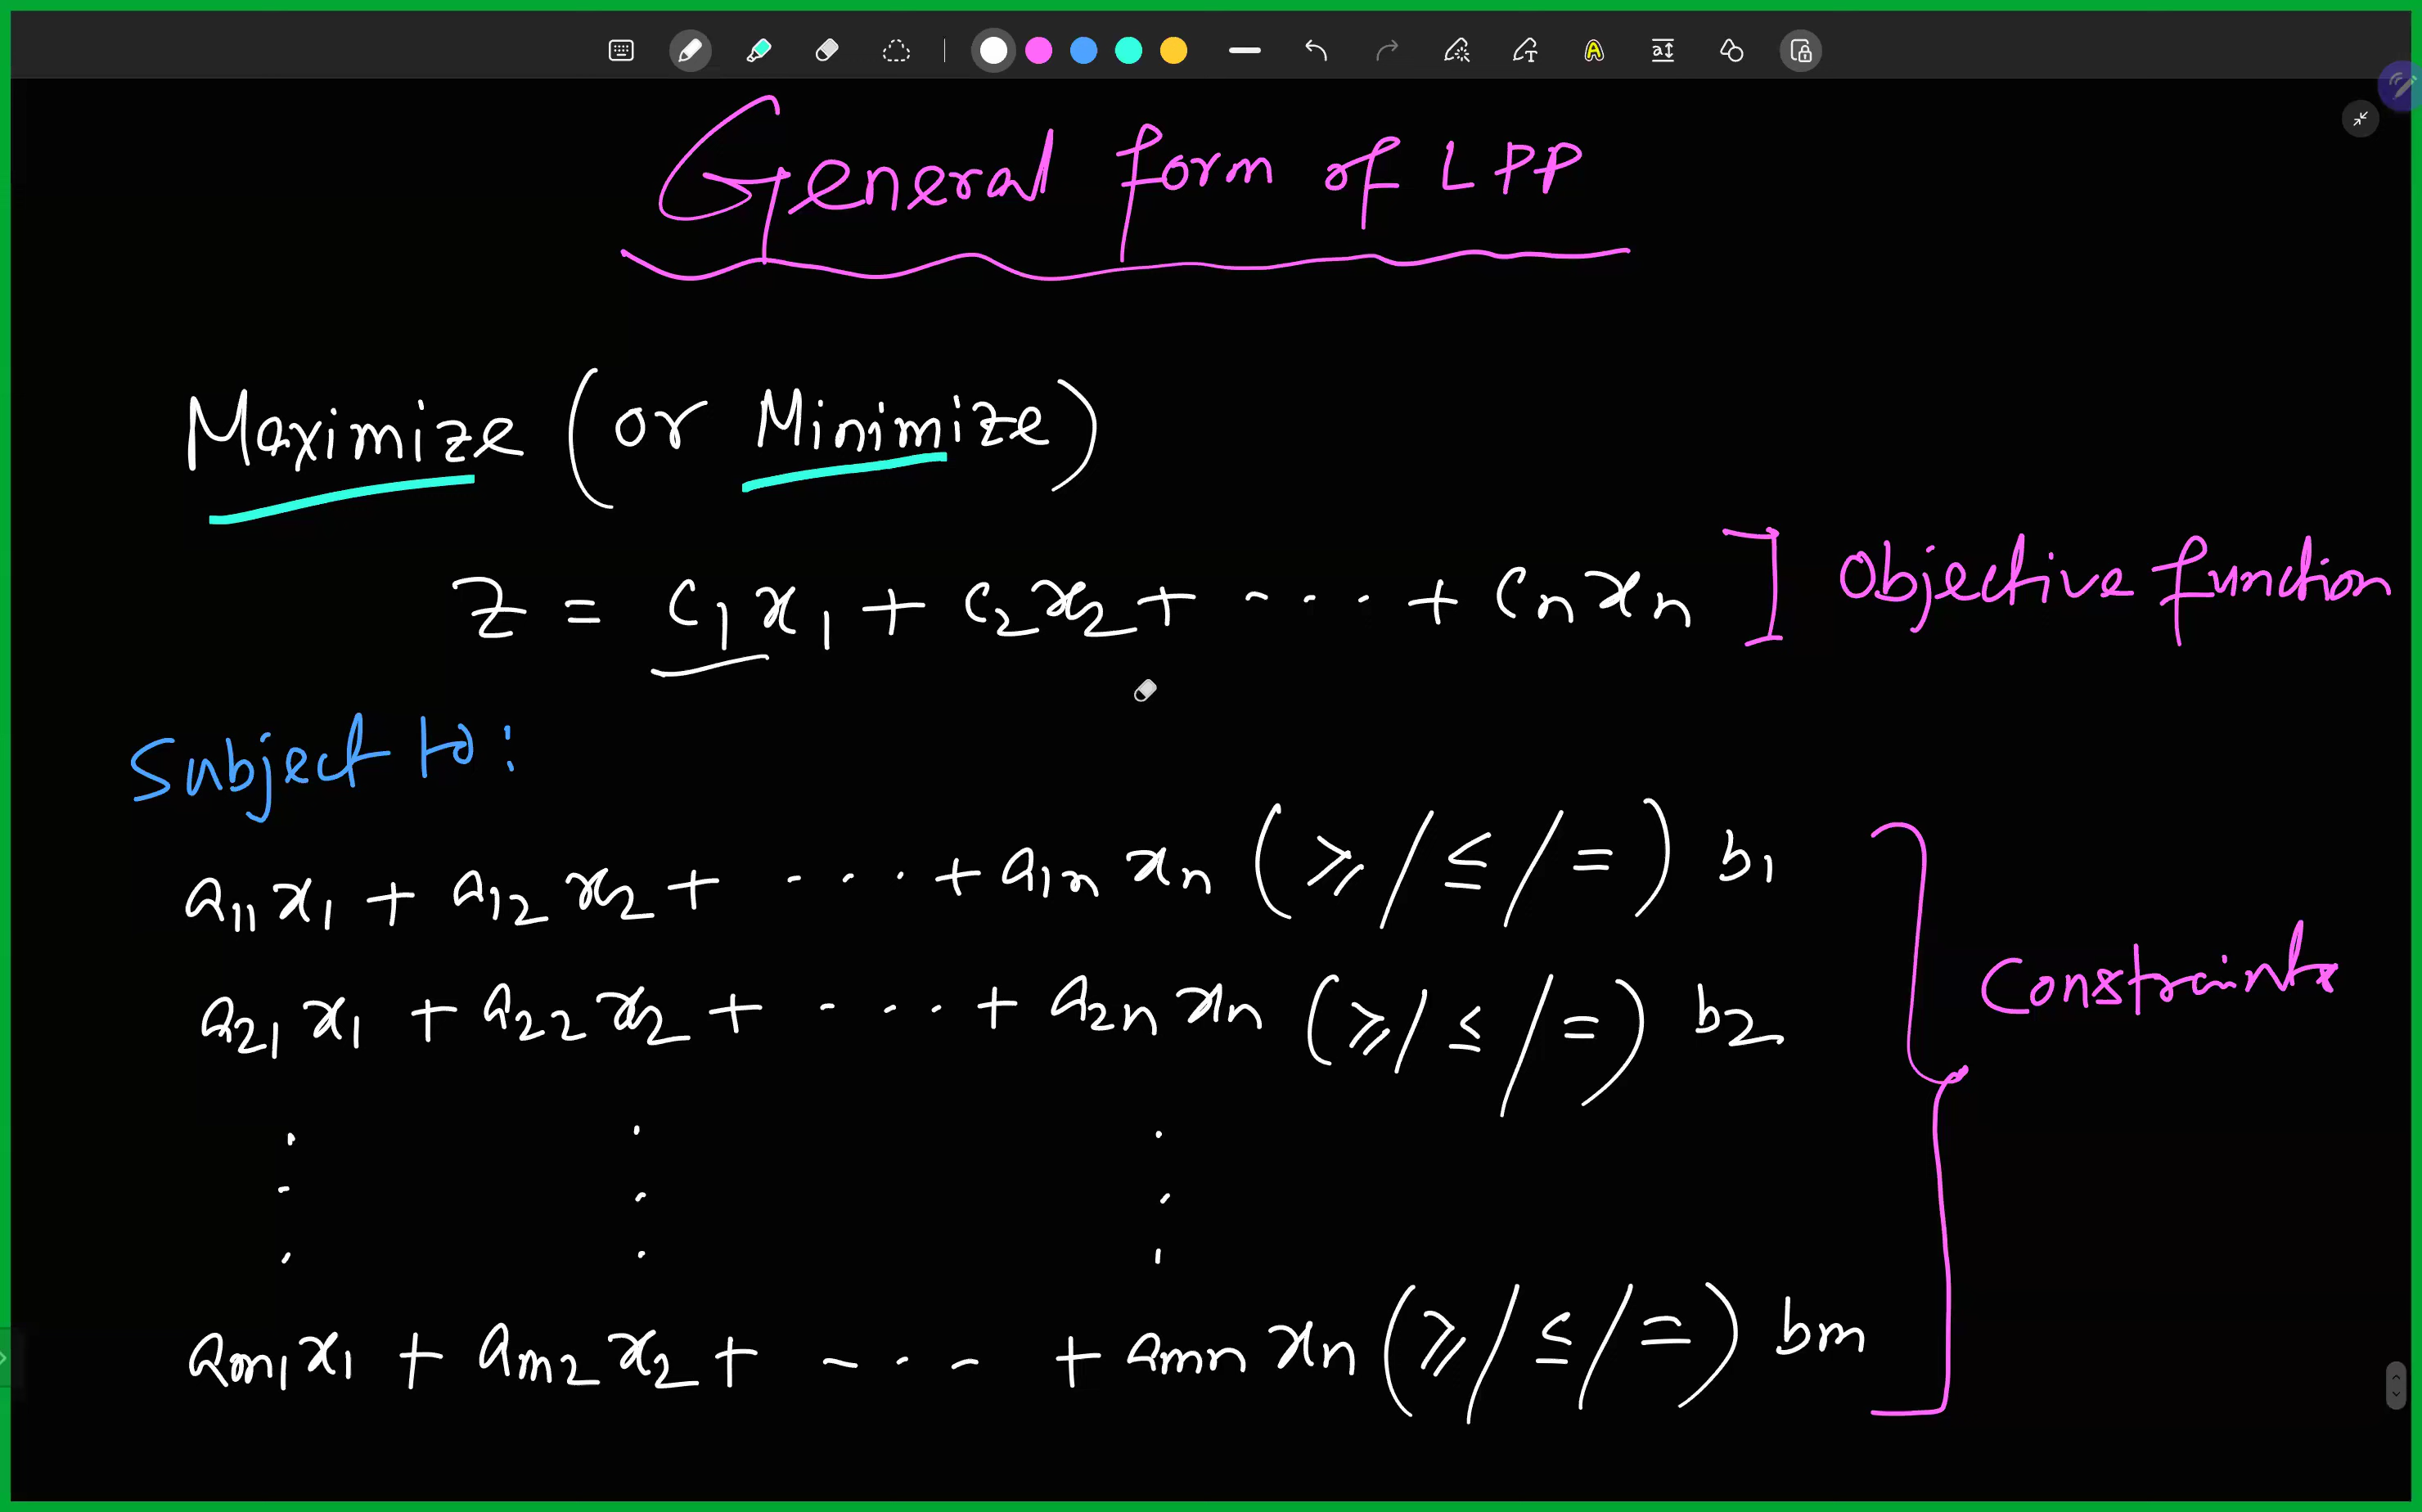 General form of LPP
Maximize (or Minimize)
Z = C₁x₁ + C₂x₂ + ---- + Cₙxₙ ] Objective function
Subject to:
a₁₁x₁ + a₁₂x₂ + ---- + a₁ₙxₙ (≥/≤/=) b₁
Constraints
a₂₁x₁ + a₂₂x₂ + ---- + a₂ₙxₙ (≥/≤/=) b₂
aₘ₁x₁ + aₘ₂x₂ + ---- + aₘₙxₙ (≥/≤/=) bₘ